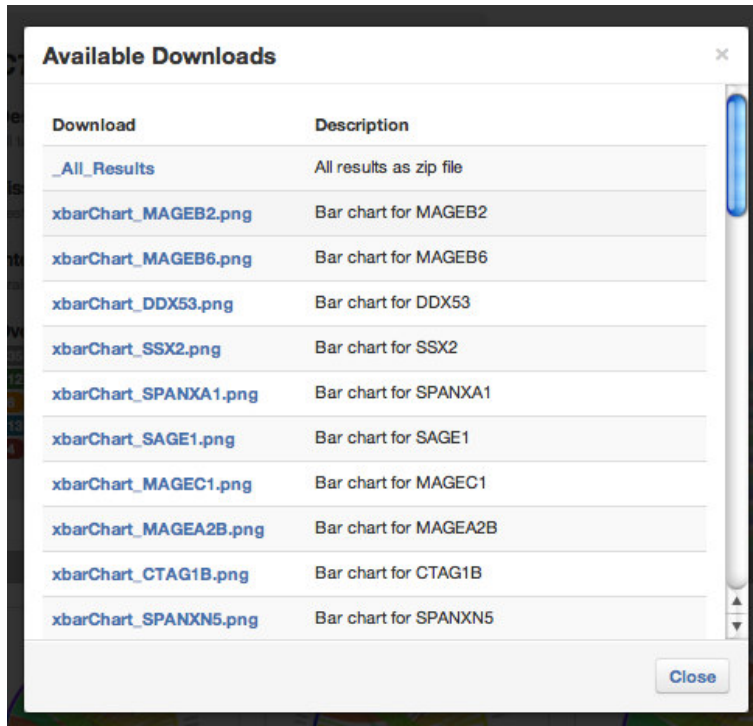 Available Downloads ×
Download Description
_All_Results All results as zip file
xbarChart_MAGEB2.png Bar chart for MAGEB2
xbarChart_MAGEB6.png Bar chart for MAGEB6
xbarChart_DDX53.png Bar chart for DDX53
xbarChart_SSX2.png Bar chart for SSX2
xbarChart_SPANXA1.png Bar chart for SPANXA1
xbarChart_SAGE1.png Bar chart for SAGE1
xbarChart_MAGEC1.png Bar chart for MAGEC1
xbarChart_MAGEA2B.png Bar chart for MAGEA2B
xbarChart_CTAG1B.png Bar chart for CTAG1B
xbarChart_SPANXN5.png Bar chart for SPANXN5
Close